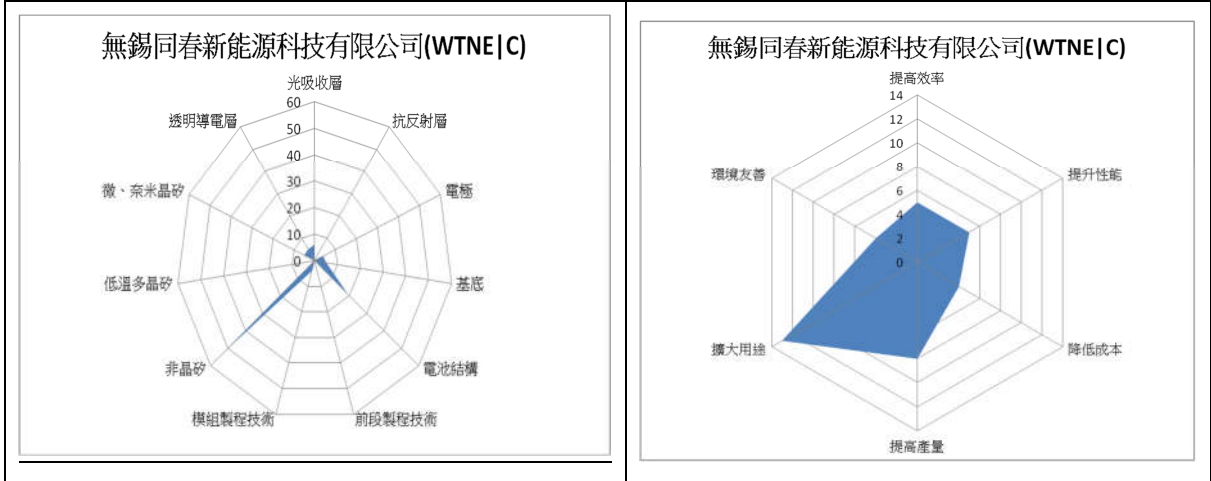 無錫同春新能源科技有限公司(WTNE|C)
光吸收層
60
50
40
30
20
10
0
抗反射層
電極
基底
電池結構
前段製程技術
模組製程技術
非晶矽
低溫多晶矽
微、奈米晶矽
透明導電層
無錫同春新能源科技有限公司(WTNE|C)
提高效率
14
12
10
8
6
4
2
0
提升性能
降低成本
提高產量
擴大用途
環境友善